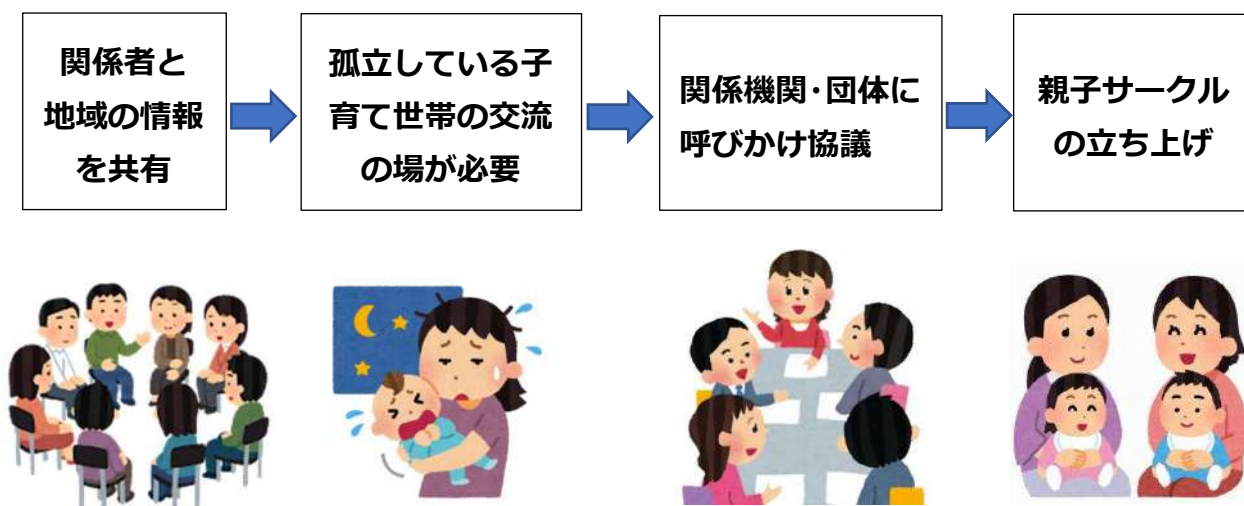 関係者と
地域の情報
を共有
孤立している子
育て世帯の交流
の場が必要
関係機関・団体に
呼びかけ協議
親子サークル
の立ち上げ